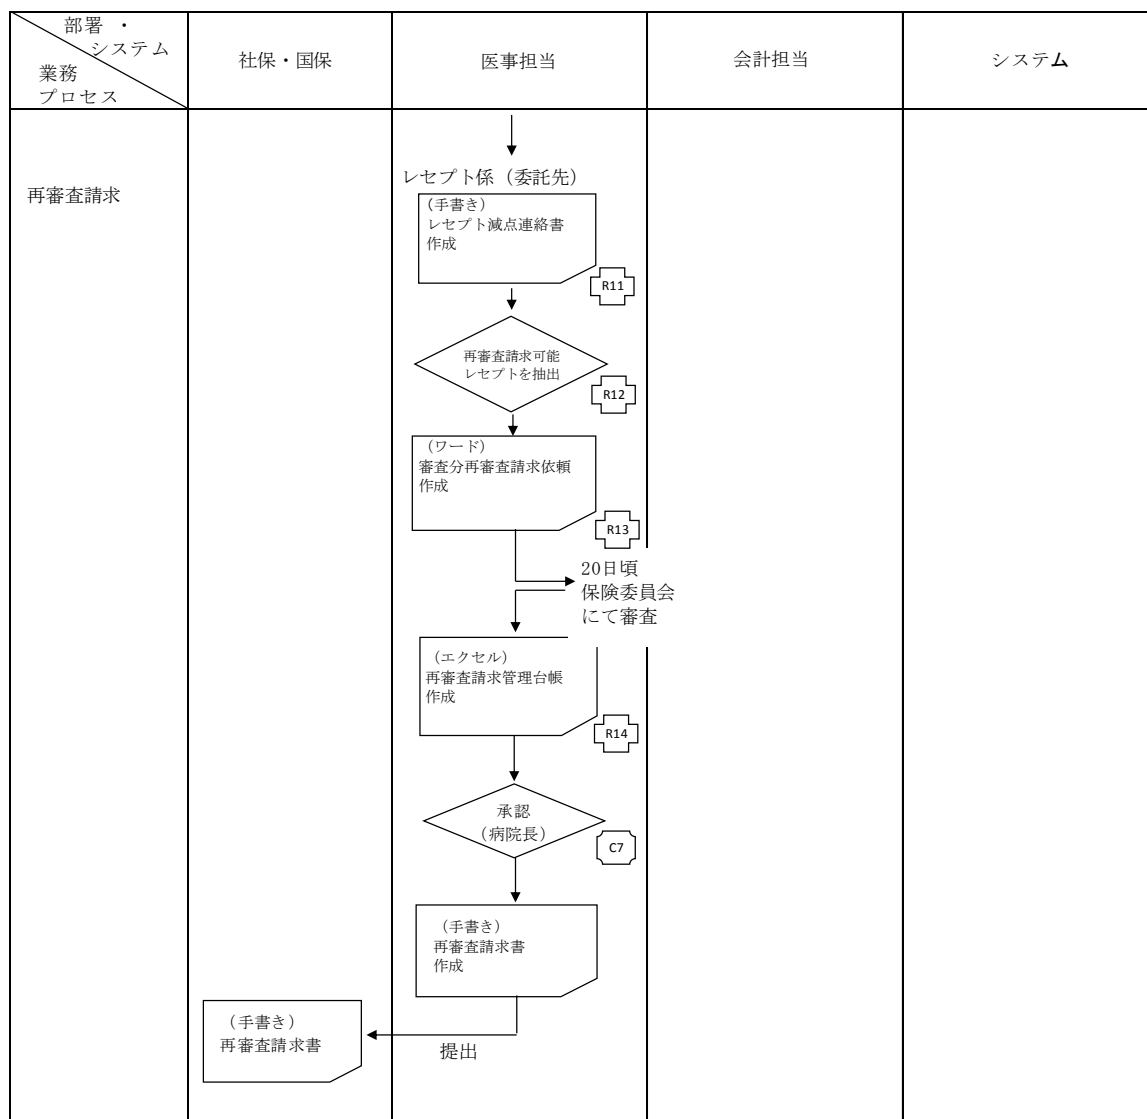 部署 ・
システム
業務
プロセス
社保・国保
医事担当
会計担当
システム
再審査請求
レセプト係（委託先）
（手書き）
レセプト減点連絡書
作成
R11
再審査請求可能
レセプトを抽出
R12
（ワード）
審査分再審査請求依頼
作成
R13
20日頃
保険委員会
にて審査
（エクセル）
再審査請求管理台帳
作成
R14
承認
（病院長）
C7
（手書き）
再審査請求書
作成
（手書き）
再審査請求書
提出